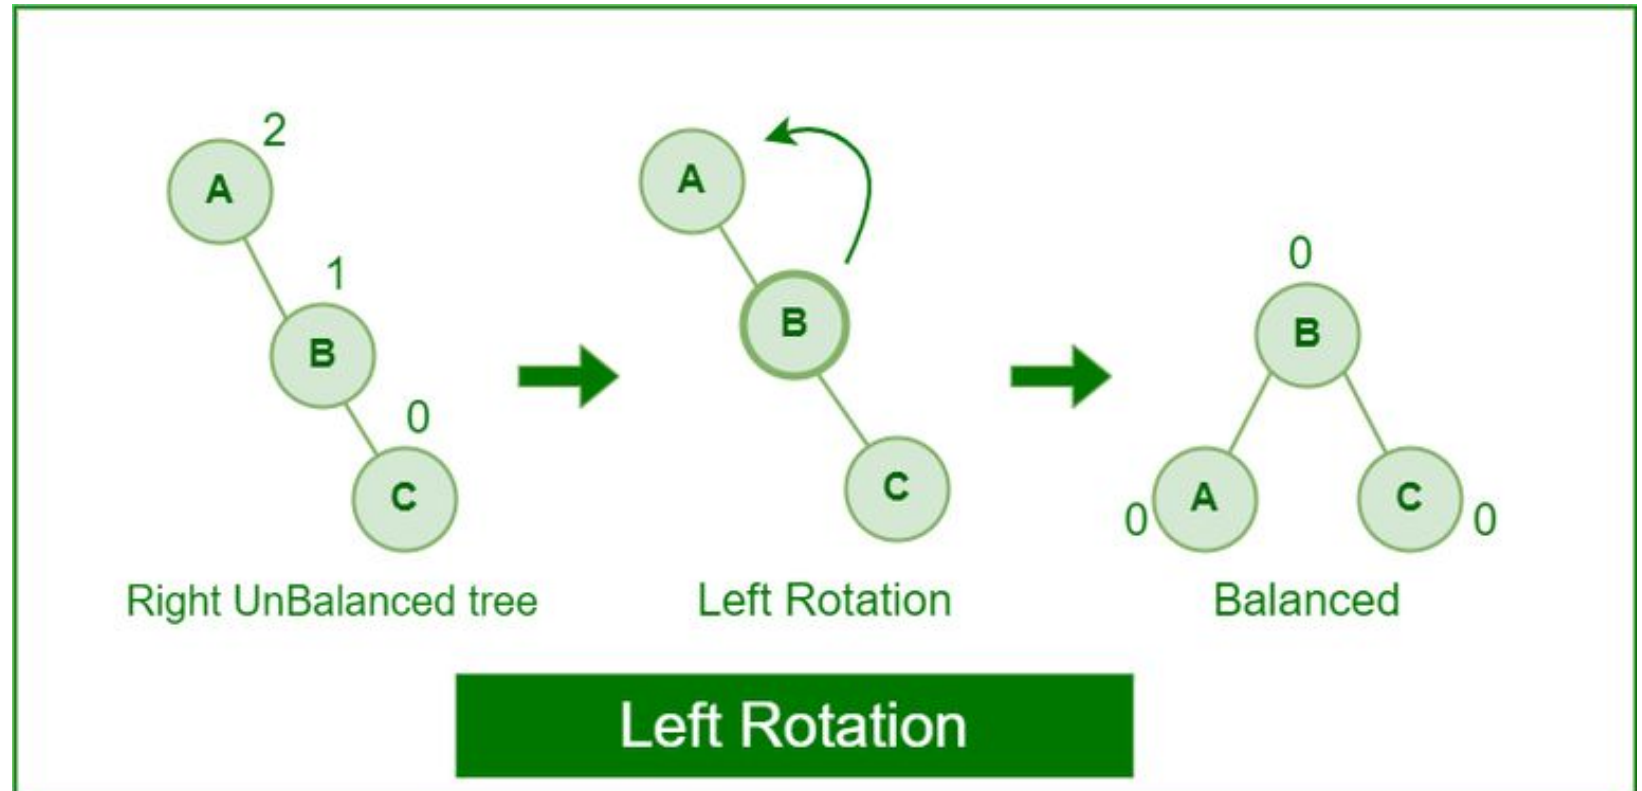 2
A
1
B
0
C
Right UnBalanced tree
A
B
C
Left Rotation
0
B
0 A
C 0
Balanced
Left Rotation